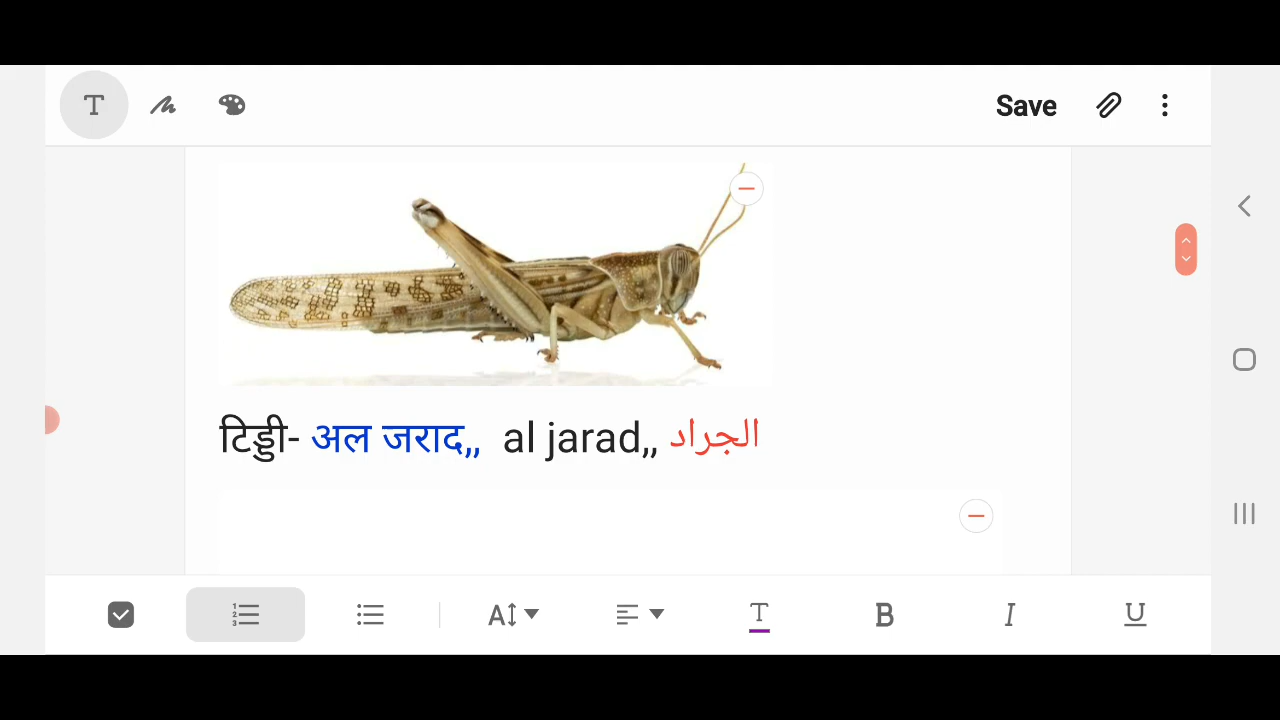 T
Save
टिड्डी- अल जराद,, al jarad,, الجراد
A T B I U